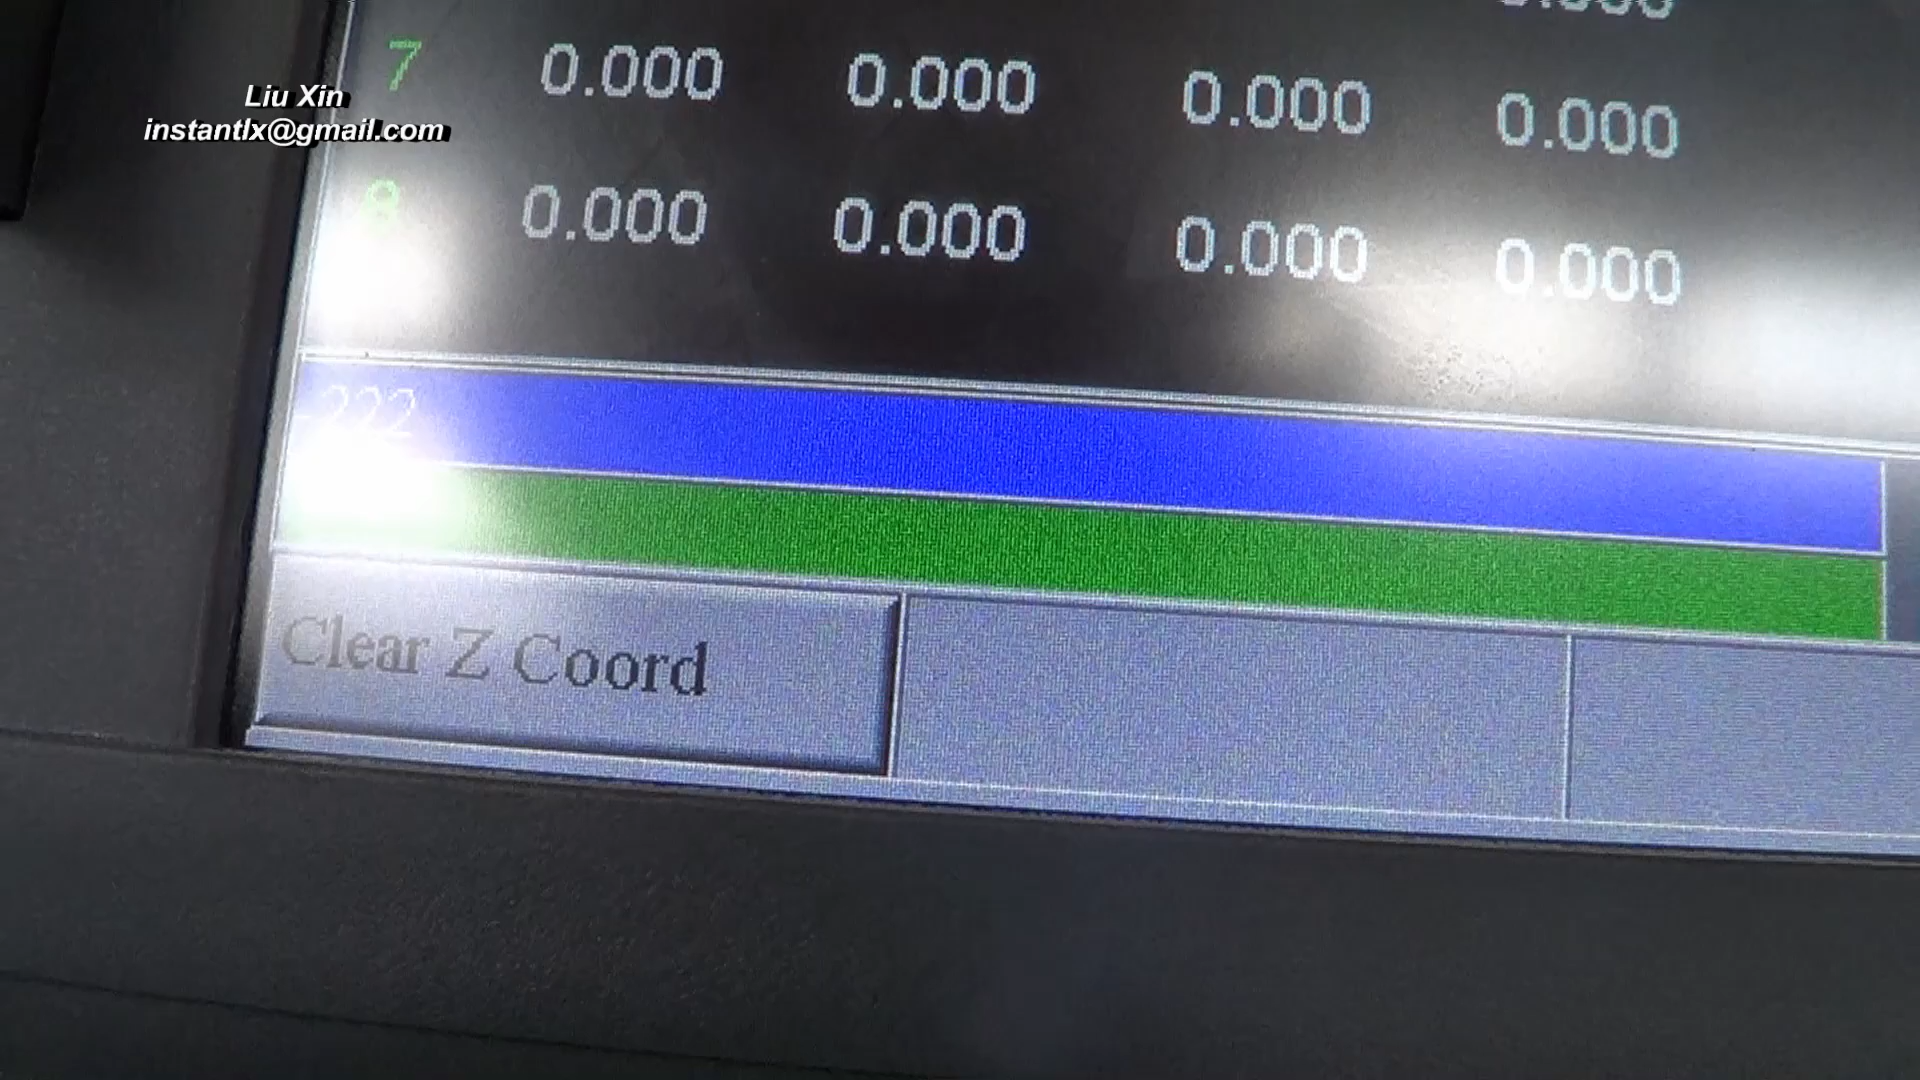 7 0.000 0.000 0.000 0.000
8 0.000 0.000 0.000 0.000
Liu Xin
instantlx@gmail.com
-222
Clear Z Coord